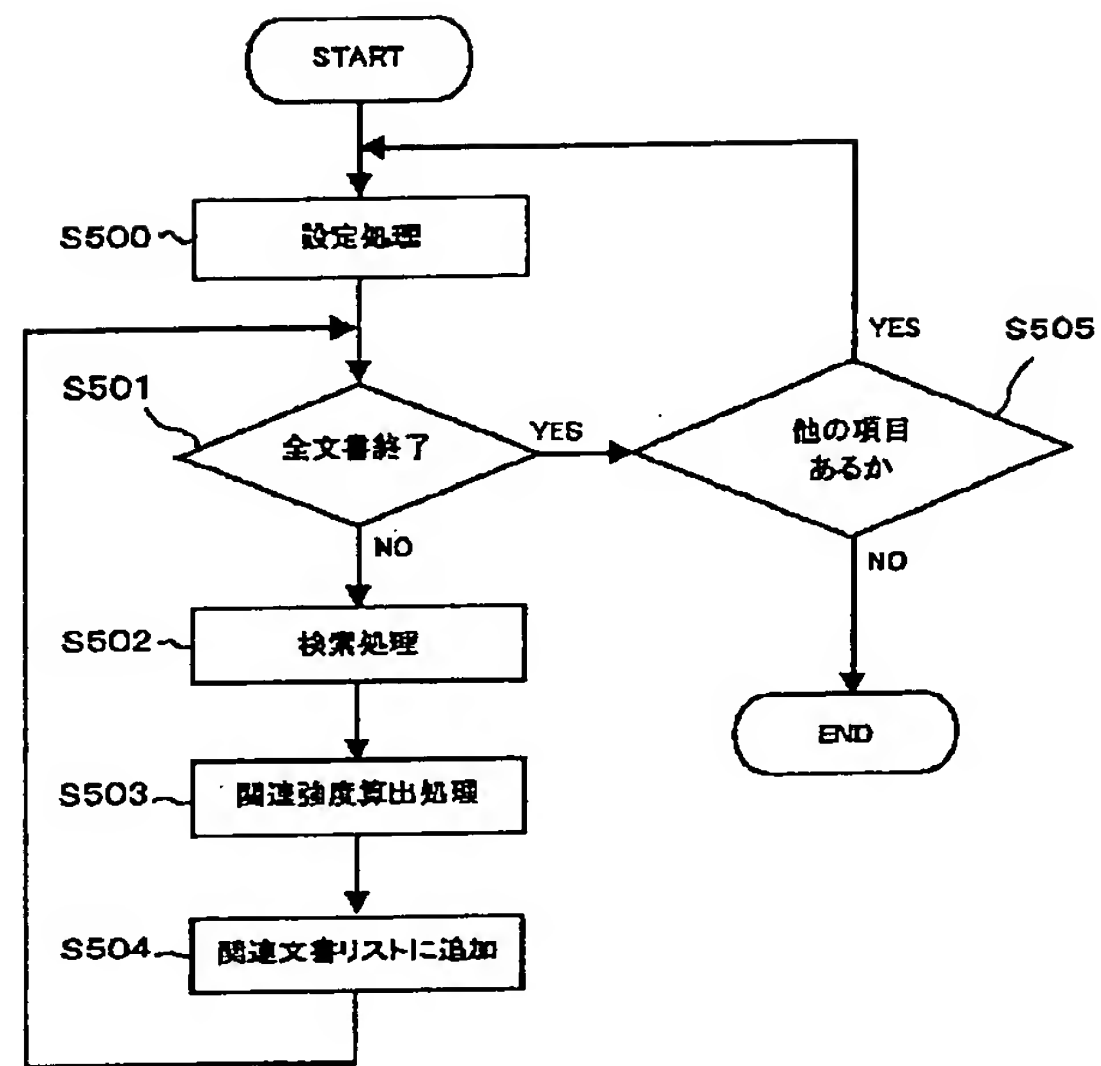 START
S500
設定処理
YES
S505
S501
全文書終了
YES
他の項目
あるか
NO
NO
S502
検索処理
S503
関連強度算出処理
END
S504
関連文書リストに追加